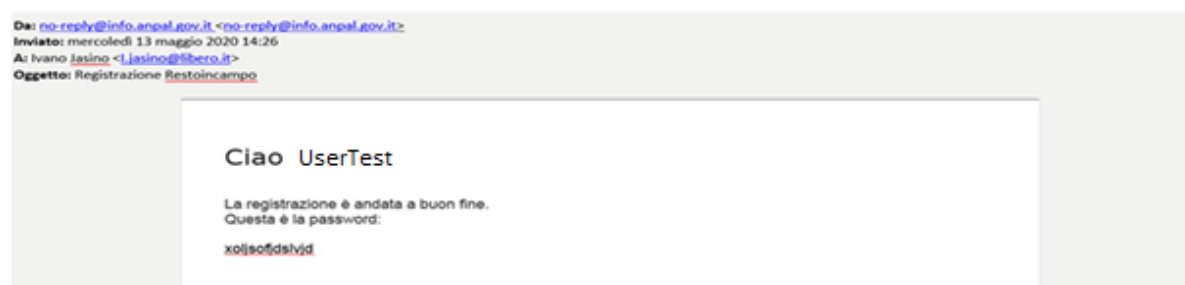 Da: no-reply@info.anpal.gov.it <no-reply@info.anpal.gov.it>
Inviato: mercoledì 13 maggio 2020 14:26
A: Ivano Jasino <I.jasino@libero.it>
Oggetto: Registrazione Restoincampo
Ciao UserTest
La registrazione è andata a buon fine.
Questa è la password:
xoljsofjdslvjd